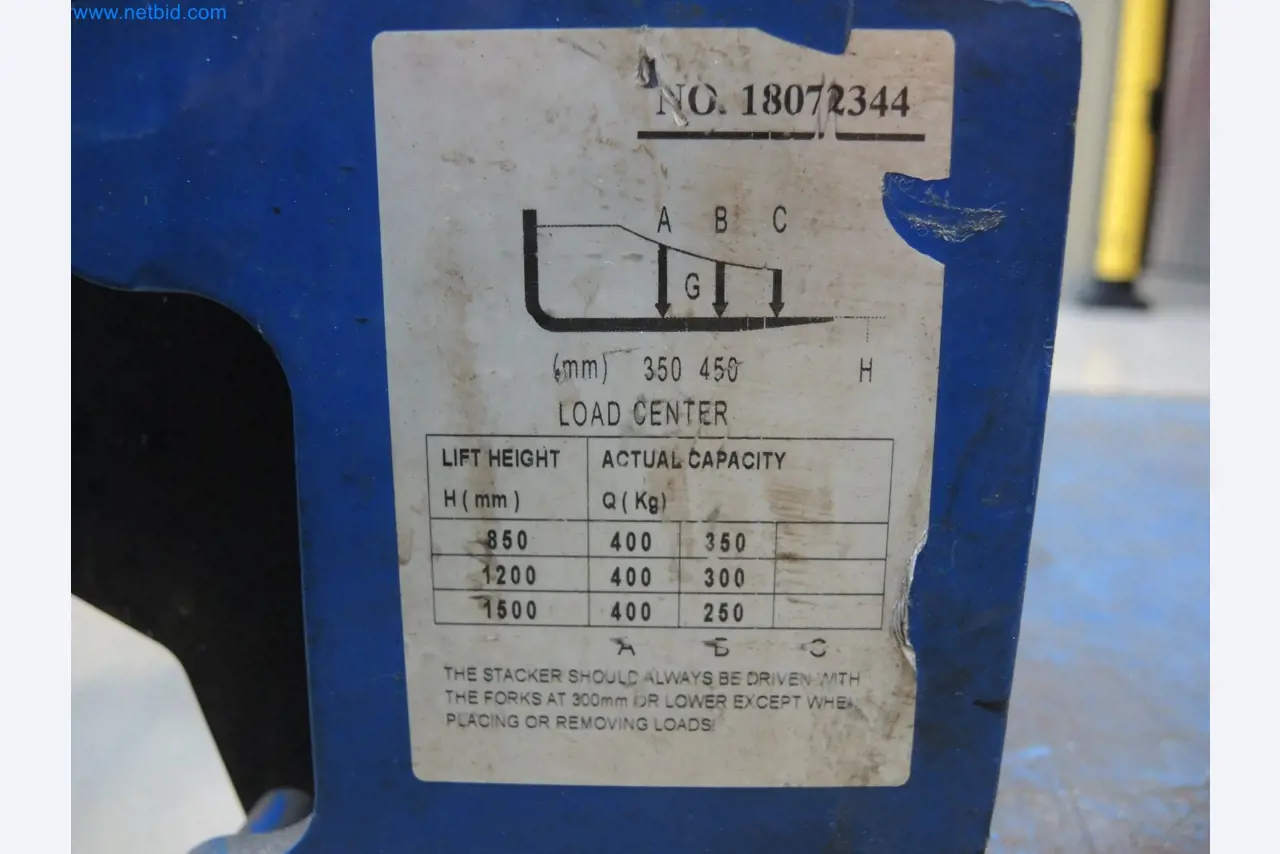 www.netbid.com
NO. 18072344
A B C
G
(mm) 350 450 H
LOAD CENTER
LIFT HEIGHT ACTUAL CAPACITY
H(mm) Q(Kg)
850 400 350
1200 400 300
1500 400 250
A B C
THE STACKER SHOULD ALWAYS BE DRIVEN WITH
THE FORKS AT 300mm OR LOWER EXCEPT WHEN
PLACING OR REMOVING LOADS!